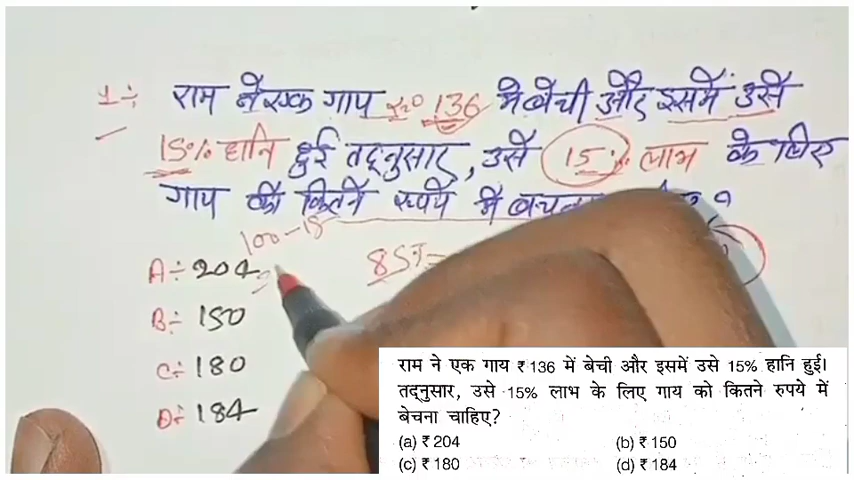 1÷ राम ने एक गाय रु० 136 मे बेची और इसमें उसे
15% हानि हुई तद्नुसार, उसे 15% लाभ के लिए
गाय को कितने रुपये में
100-15
A÷ 204
85% =
B÷ 150
C÷ 180
D÷ 184
राम ने एक गाय ₹ 136 में बेची और इसमें उसे 15% हानि हुई।
तद्नुसार, उसे 15% लाभ के लिए गाय को कितने रुपये में
बेचना चाहिए?
(a) ₹ 204 (b) ₹ 150
(c) ₹ 180 (d) ₹ 184